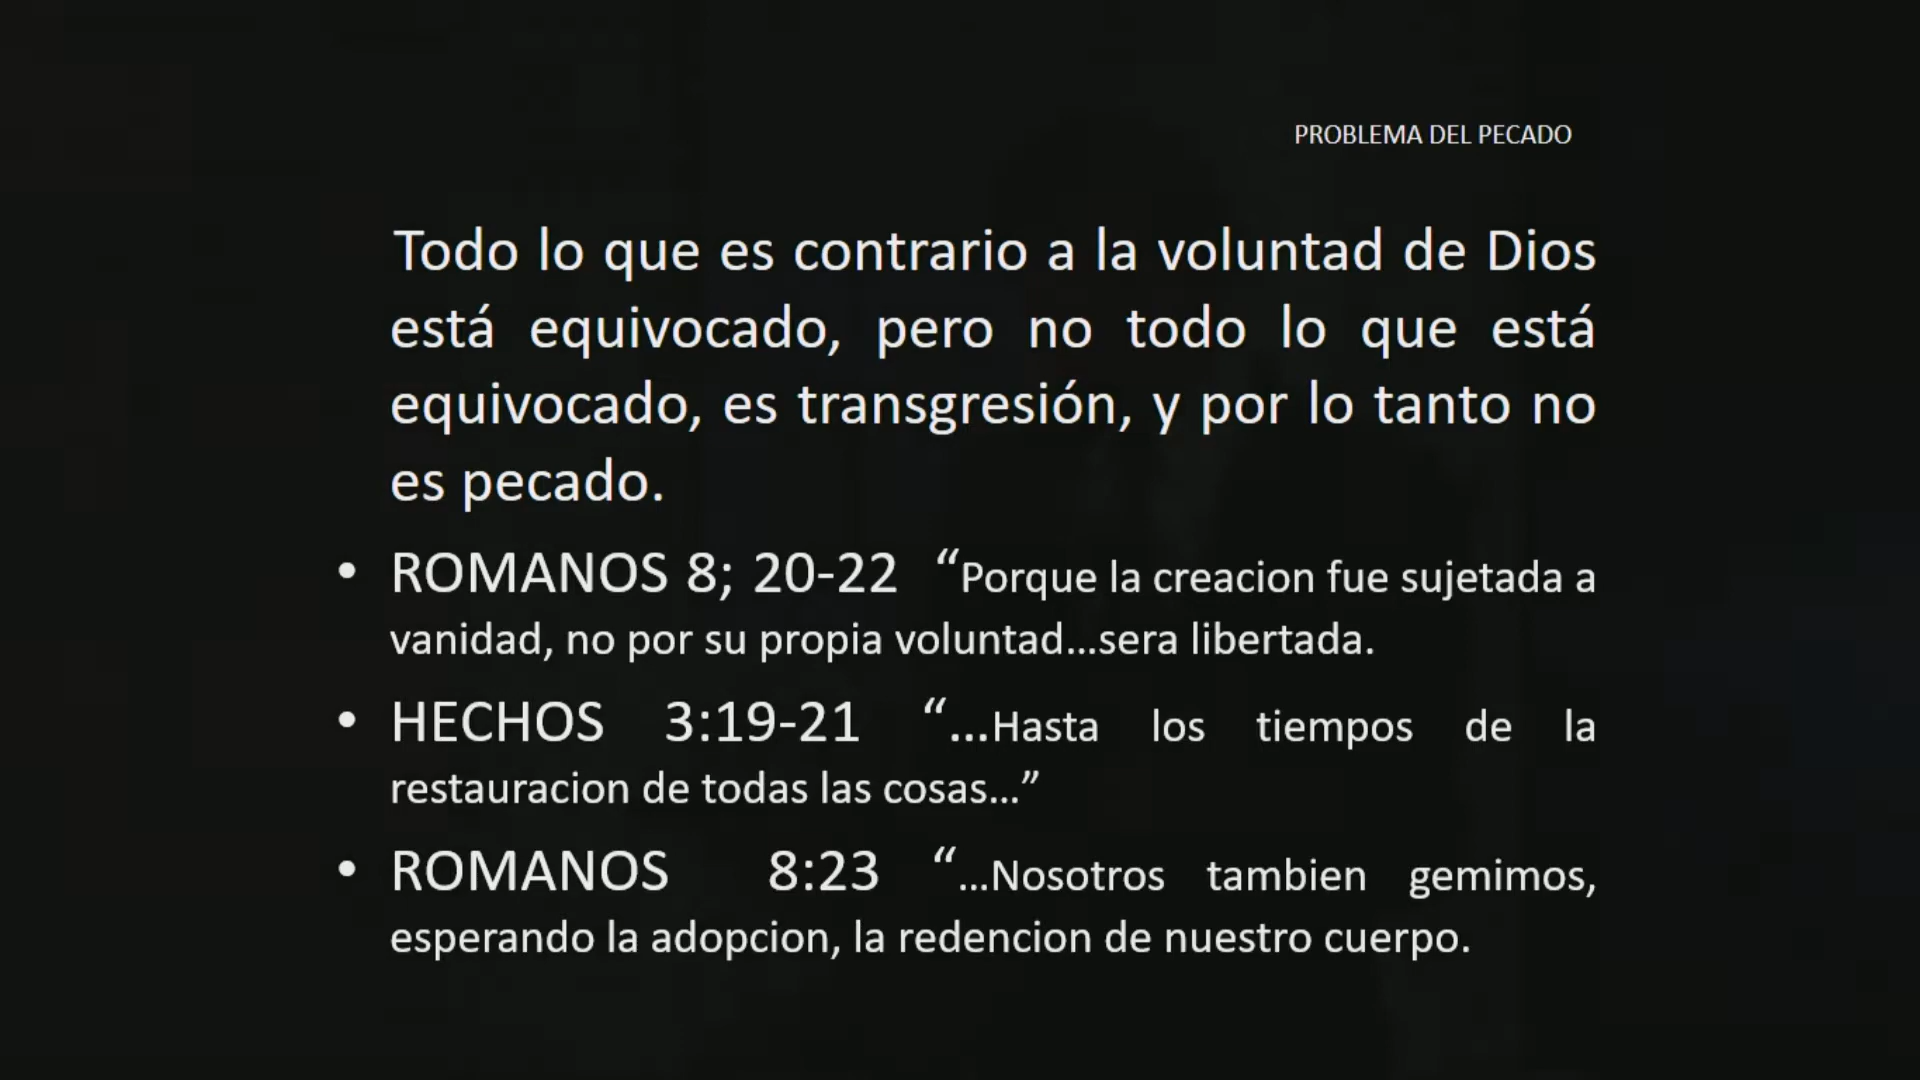 PROBLEMA DEL PECADO
Todo lo que es contrario a la voluntad de Dios
está equivocado, pero no todo lo que está
equivocado, es transgresión, y por lo tanto no
es pecado.
• ROMANOS 8; 20-22 “Porque la creacion fue sujetada a
vanidad, no por su propia voluntad...sera libertada.
• HECHOS 3:19-21 “...Hasta los tiempos de la
restauracion de todas las cosas...”
• ROMANOS 8:23 “...Nosotros tambien gemimos,
esperando la adopcion, la redencion de nuestro cuerpo.